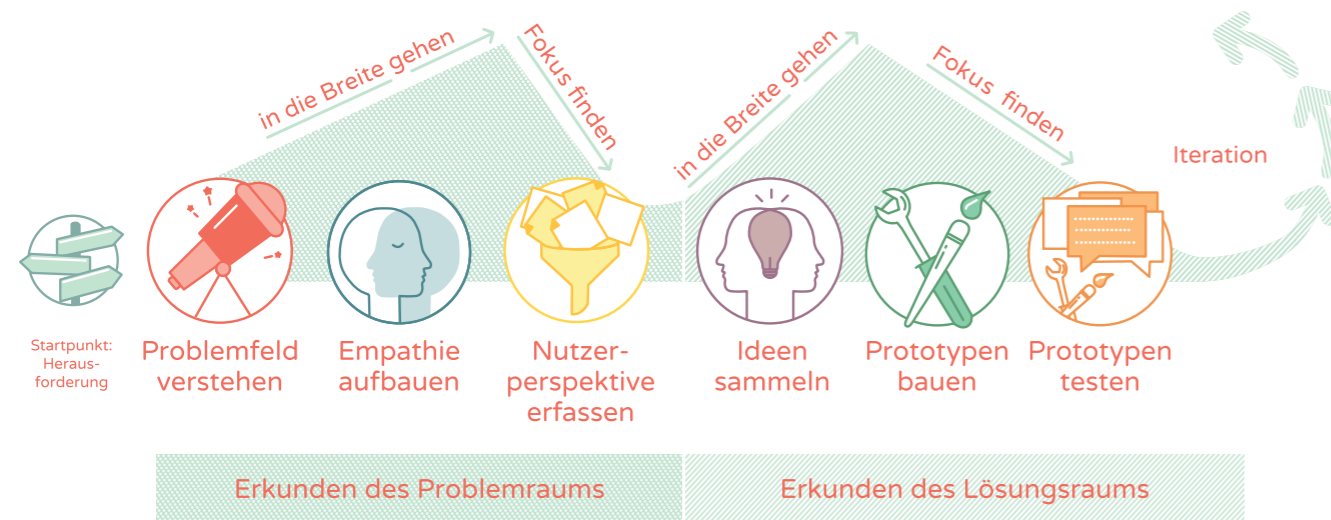 in die Breite gehen
Fokus finden
in die Breite gehen
Fokus finden
Iteration
Startpunkt:
Heraus-
forderung
Problemfeld
verstehen
Empathie
aufbauen
Nutzer-
perspektive
erfassen
Ideen
sammeln
Prototypen
bauen
Prototypen
testen
Erkunden des Problemraums
Erkunden des Lösungsraums